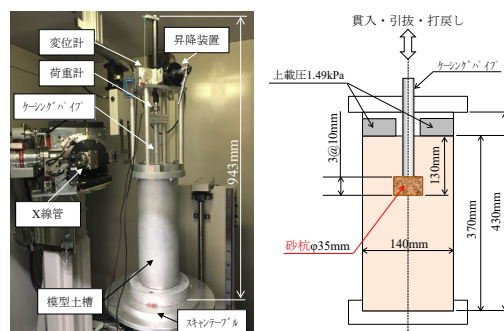 変位計
昇降装置
荷重計
ｹｰｼﾝｸﾞﾊﾟｲﾌﾟ
X線管
943mm
模型土槽
ｽｷｬﾝﾃｰﾌﾞﾙ
貫入・引抜・打戻し
ｹｰｼﾝｸﾞﾊﾟｲﾌﾟ
上載圧1.49kPa
3@10mm
130mm
砂杭φ35mm
140mm
370mm
430mm